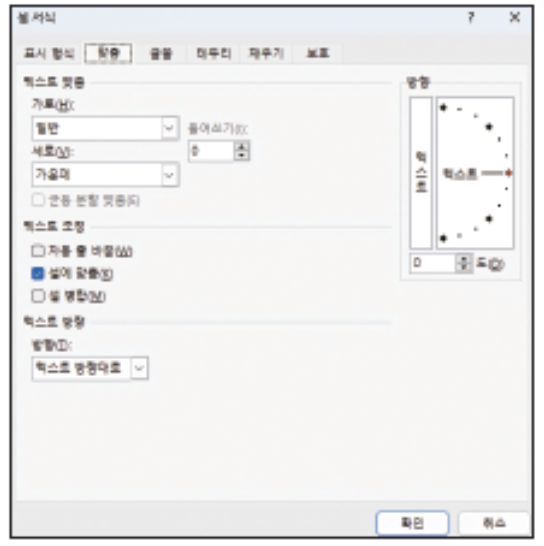 셀 서식 ? ×
표시 형식 맞춤 글꼴 테두리 채우기 보호
텍스트 맞춤
가로(H):
일반
들여쓰기(I):
0
세로(V):
가운데
균등 분할 맞춤(E)
텍스트 조정
자동 줄 바꿈(W)
셀에 맞춤(K)
셀 병합(M)
텍스트 방향
방향(T):
텍스트 방향대로
방향
텍스트
텍스트
0 도(D)
확인 취소